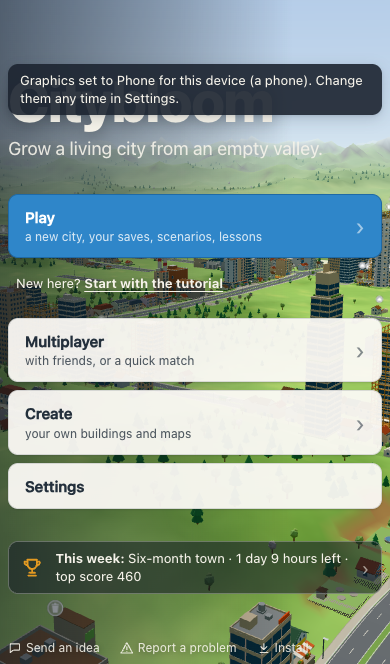 Graphics set to Phone for this device (a phone). Change
them any time in Settings.
Citybloom
Grow a living city from an empty valley.
Play
a new city, your saves, scenarios, lessons
New here? Start with the tutorial
Multiplayer
with friends, or a quick match
Create
your own buildings and maps
Settings
This week: Six-month town · 1 day 9 hours left ·
top score 460
Send an idea
Report a problem
Install